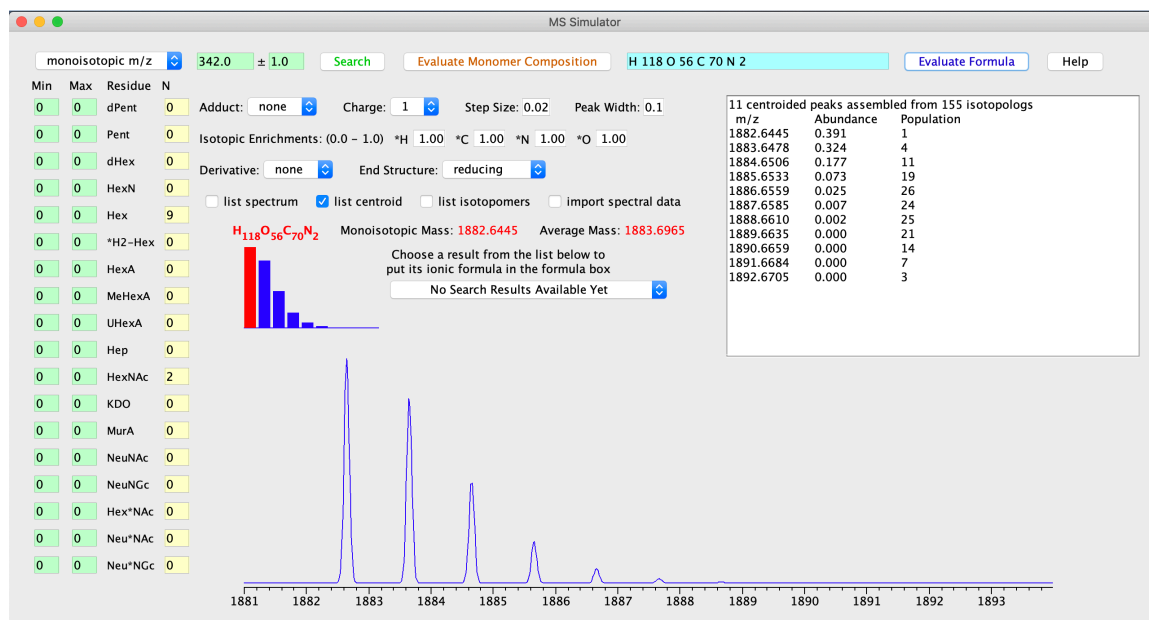 MS Simulator
monoisotopic m/z 342.0 ± 1.0 Search Evaluate Monomer Composition H 118 O 56 C 70 N 2 Evaluate Formula Help
Min Max Residue N
0 0 dPent 0
0 0 Pent 0
0 0 dHex 0
0 0 HexN 0
0 0 Hex 9
0 0 *H2-Hex 0
0 0 HexA 0
0 0 MeHexA 0
0 0 UHexA 0
0 0 Hep 0
0 0 HexNAc 2
0 0 KDO 0
0 0 MurA 0
0 0 NeuNAc 0
0 0 NeuNGc 0
0 0 Hex*NAc 0
0 0 Neu*NAc 0
0 0 Neu*NGc 0
Adduct: none Charge: 1 Step Size: 0.02 Peak Width: 0.1
Isotopic Enrichments: (0.0 – 1.0) *H 1.00 *C 1.00 *N 1.00 *O 1.00
Derivative: none End Structure: reducing
list spectrum list centroid list isotopomers import spectral data
H118O56C70N2 Monoisotopic Mass: 1882.6445 Average Mass: 1883.6965
Choose a result from the list below to
put its ionic formula in the formula box
No Search Results Available Yet
11 centroided peaks assembled from 155 isotopologs
m/z Abundance Population
1882.6445 0.391 1
1883.6478 0.324 4
1884.6506 0.177 11
1885.6533 0.073 19
1886.6559 0.025 26
1887.6585 0.007 24
1888.6610 0.002 25
1889.6635 0.000 21
1890.6659 0.000 14
1891.6684 0.000 7
1892.6705 0.000 3
1881 1882 1883 1884 1885 1886 1887 1888 1889 1890 1891 1892 1893